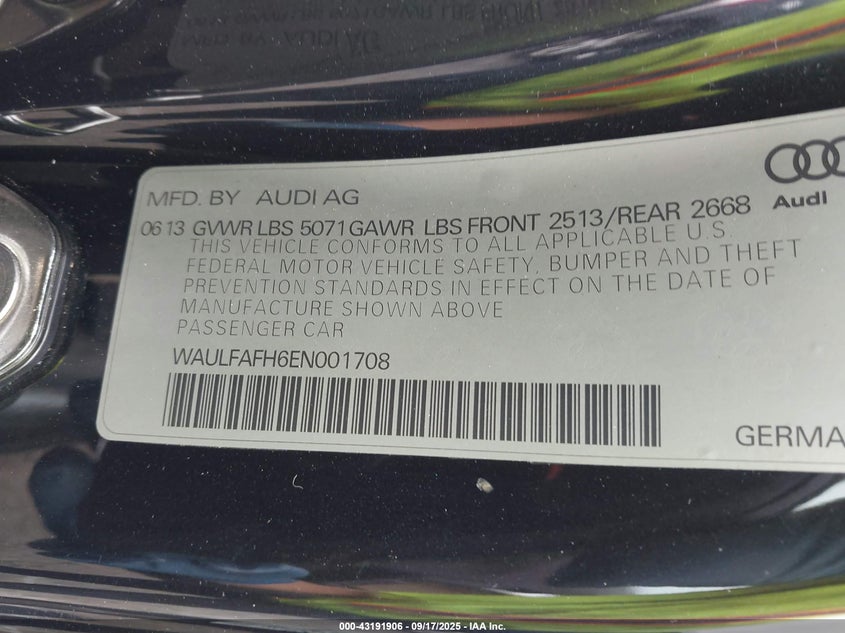 MFD. BY AUDI AG
Audi
06 13 GVWR LBS 5071 GAWR LBS FRONT 2513/REAR 2668
THIS VEHICLE CONFORMS TO ALL APPLICABLE U.S.
FEDERAL MOTOR VEHICLE SAFETY, BUMPER AND THEFT
PREVENTION STANDARDS IN EFFECT ON THE DATE OF
MANUFACTURE SHOWN ABOVE
PASSENGER CAR
WAULFAFH6EN001708
GERMA
000-43191906 - 09/17/2025 - IAA Inc.